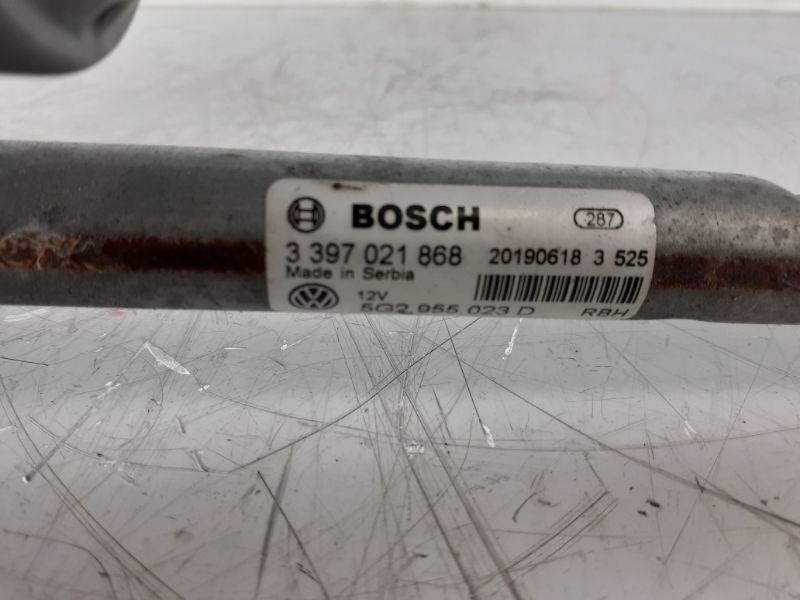 BOSCH 287
3 397 021 868 20190618 3 525
Made in Serbia
12V
5G2 955 023 D RBH